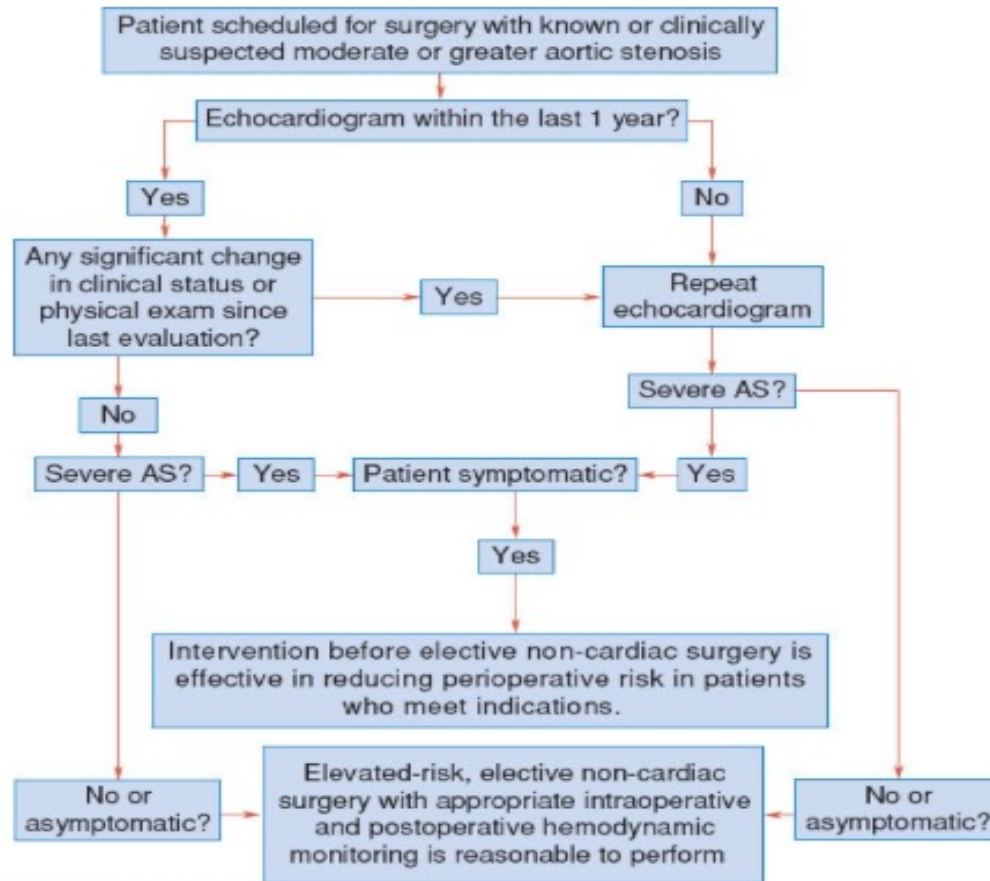 Patient scheduled for surgery with known or clinically
suspected moderate or greater aortic stenosis
Echocardiogram within the last 1 year?
Yes
No
Any significant change
in clinical status or
physical exam since
last evaluation?
Yes
Repeat
echocardiogram
No
Severe AS?
Severe AS?
Yes
Patient symptomatic?
Yes
Yes
Intervention before elective non-cardiac surgery is
effective in reducing perioperative risk in patients
who meet indications.
No or
asymptomatic?
Elevated-risk, elective non-cardiac
surgery with appropriate intraoperative
and postoperative hemodynamic
monitoring is reasonable to perform
No or
asymptomatic?